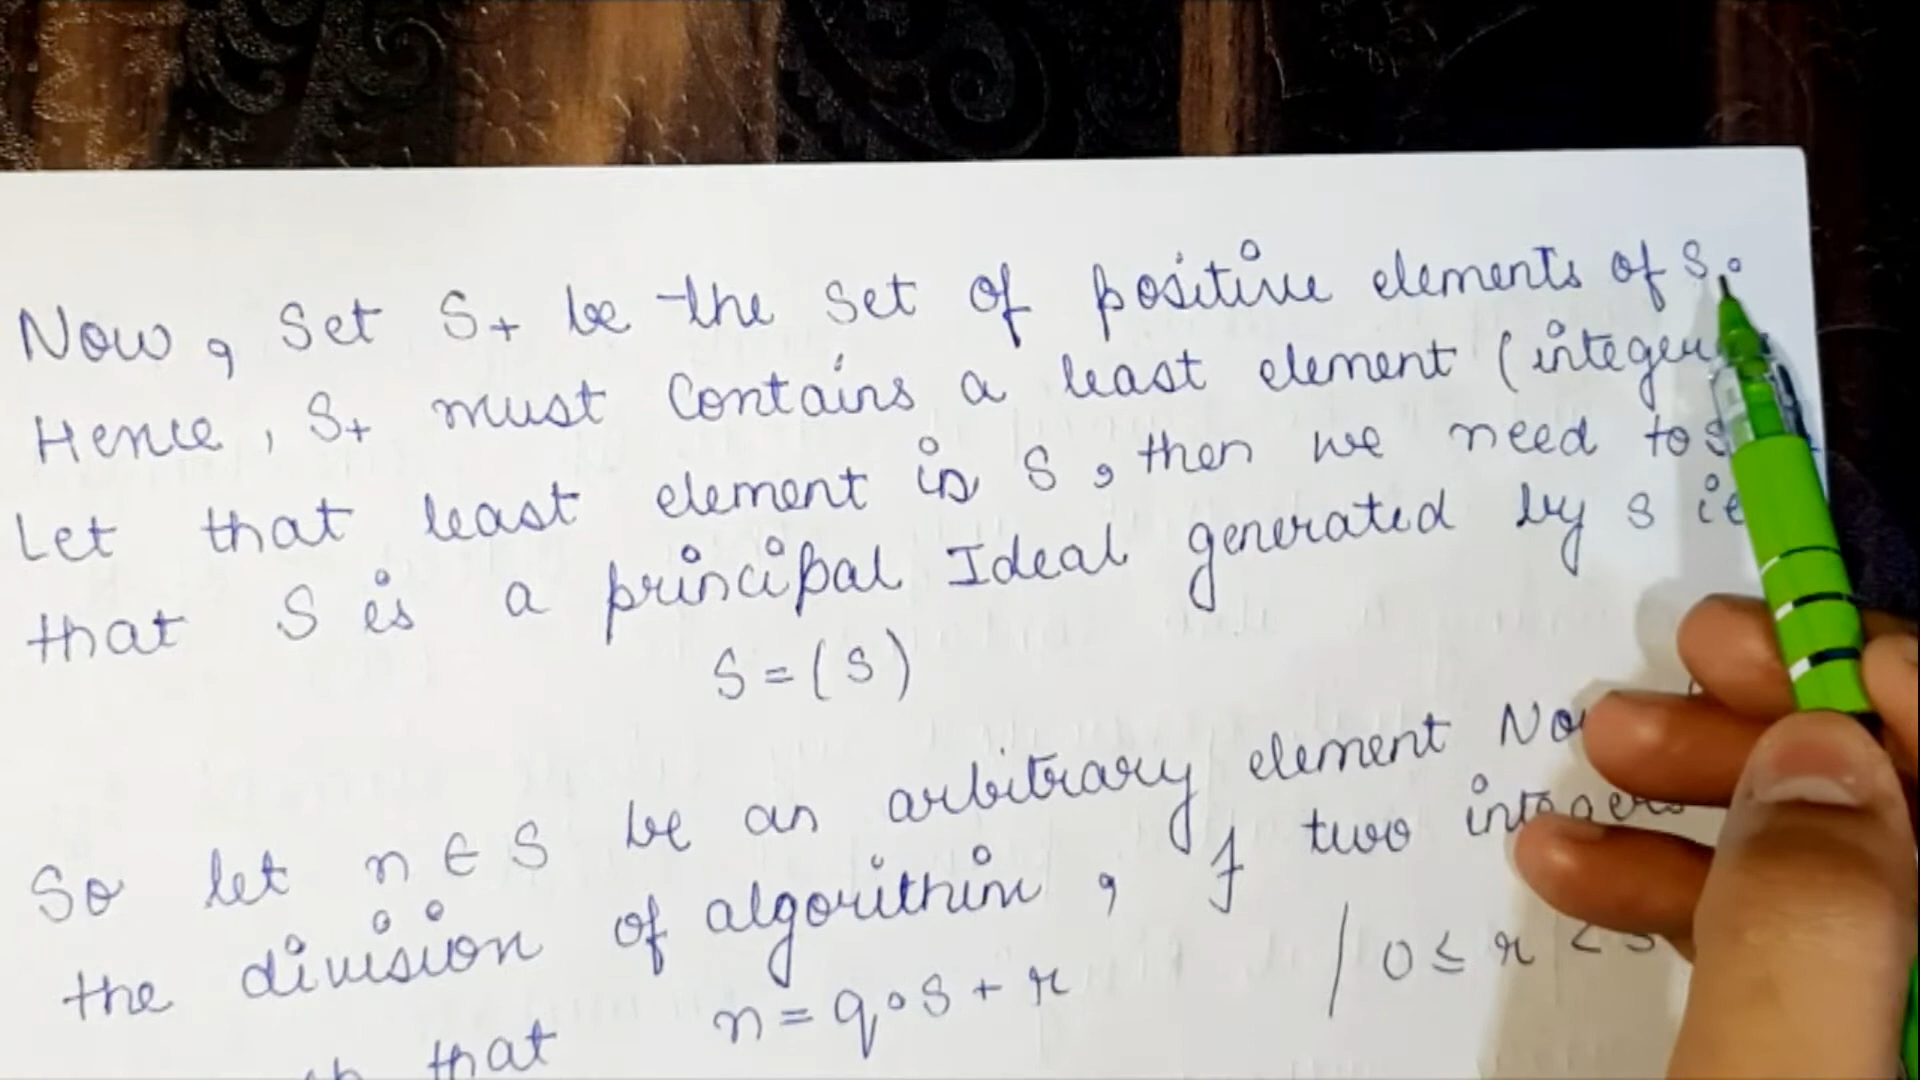 Now, Set S+ be the set of positive elements of S.
Hence, S+ must Contains a least element (integer
Let that least element is S, then we need to
that S is a principal Ideal generated by s ie
S = (s)
So let n ∈ S be an arbitrary element
the division of algorithim, ∃ two integers
that n = q∘s + r / 0 ≤ r < s